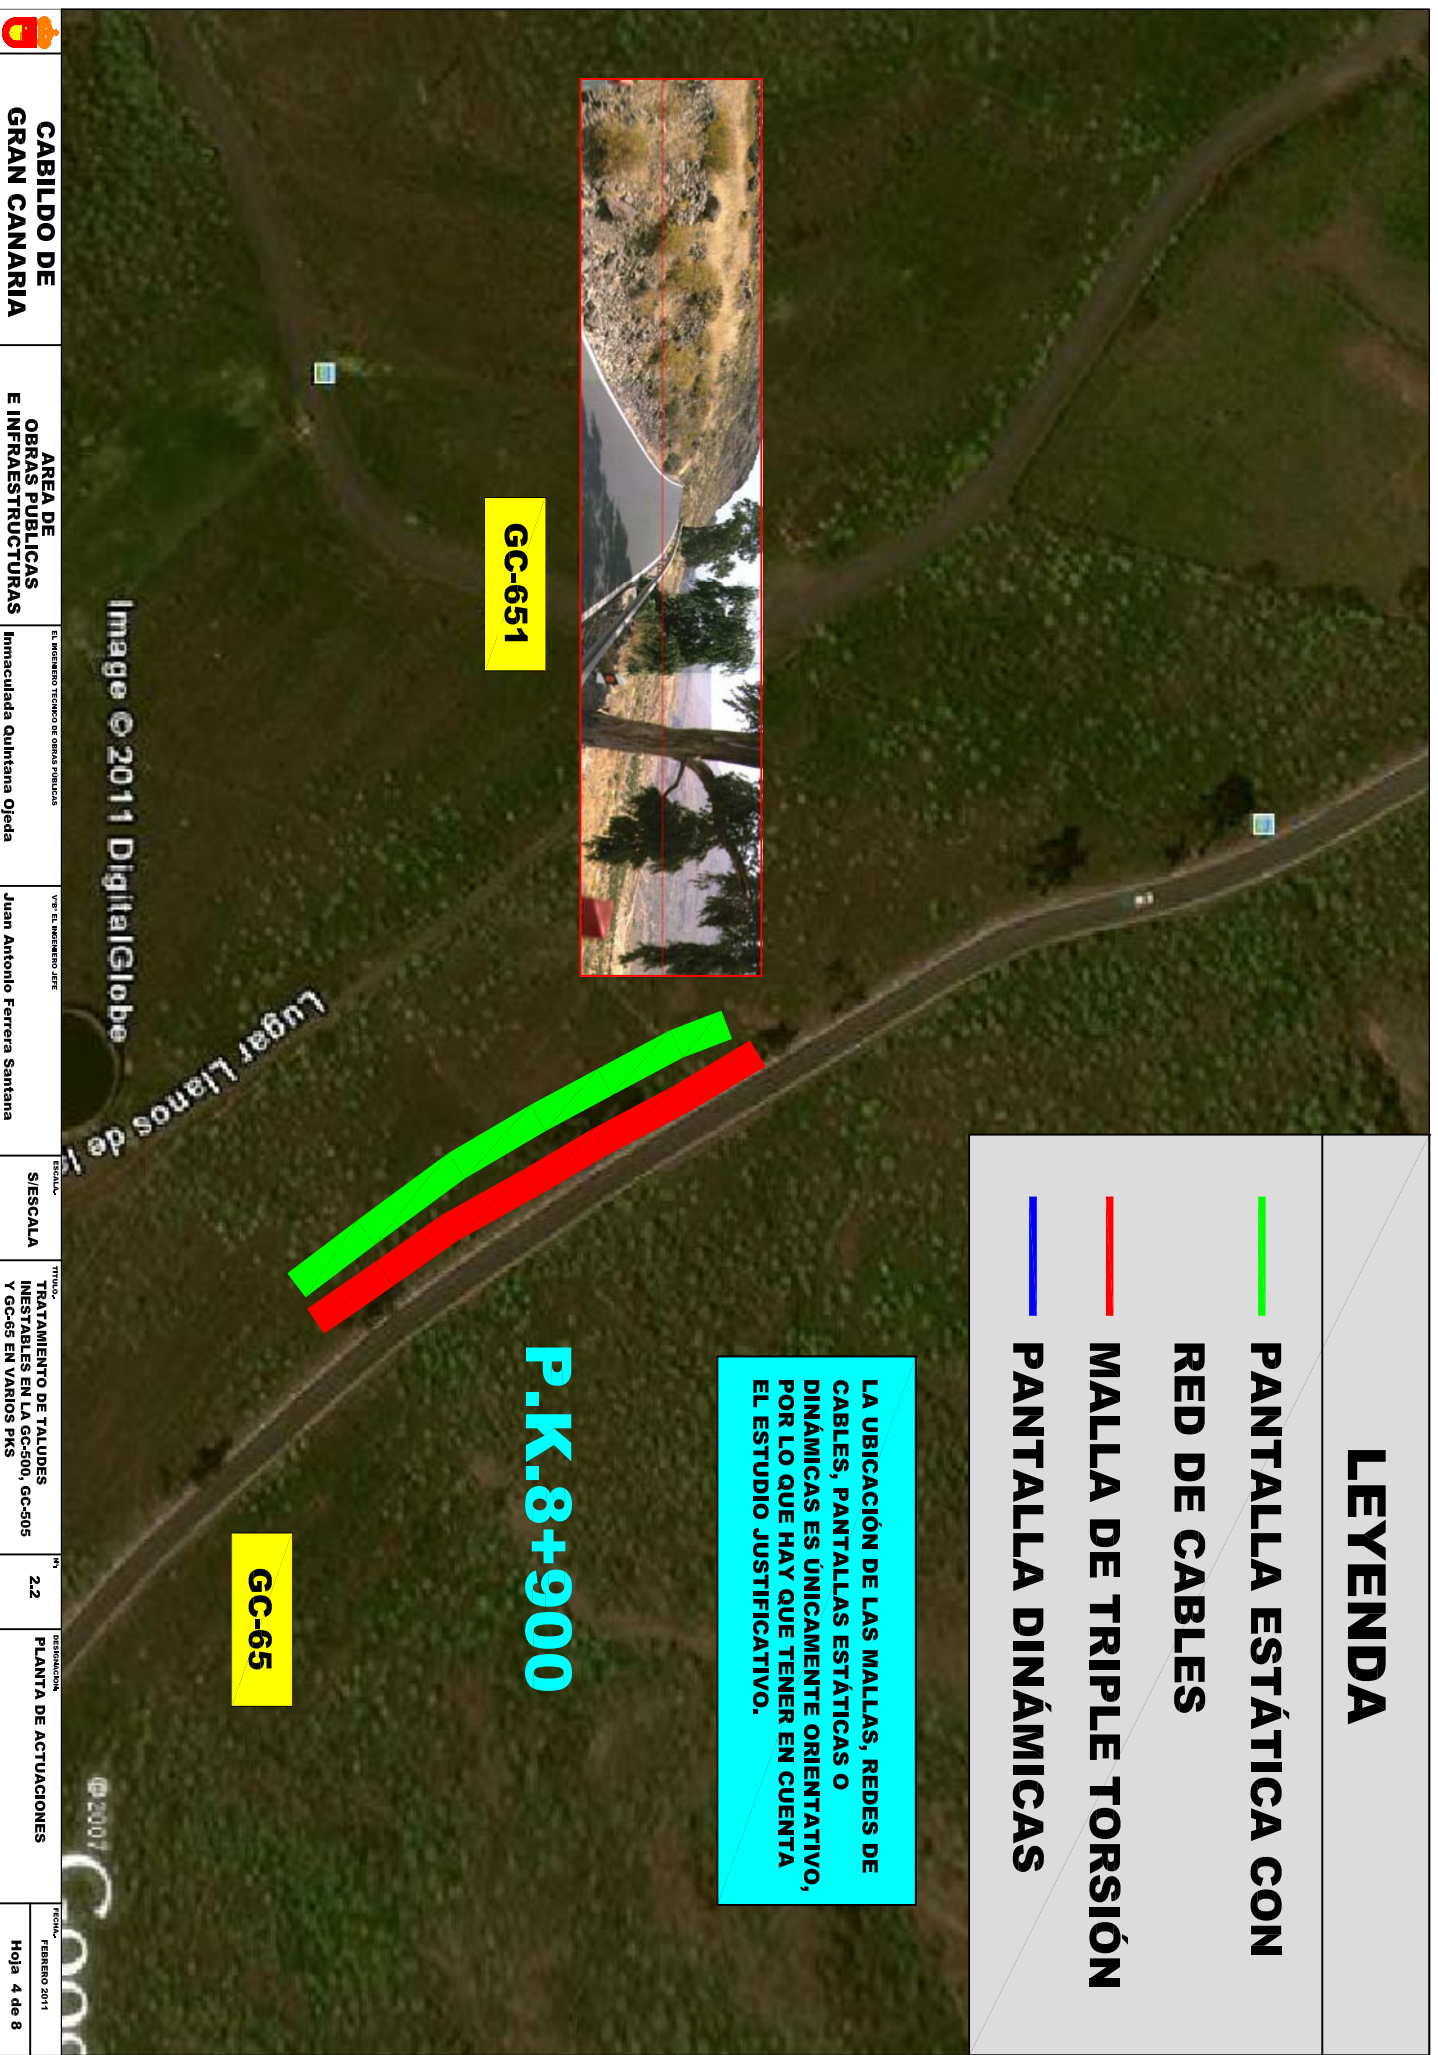 LEYENDA
PANTALLA ESTÁTICA CON
RED DE CABLES
MALLA DE TRIPLE TORSIÓN
PANTALLA DINÁMICAS
LA UBICACIÓN DE LAS MALLAS, REDES DE
CABLES, PANTALLAS ESTÁTICAS O
DINÁMICAS ES ÚNICAMENTE ORIENTATIVO,
POR LO QUE HAY QUE TENER EN CUENTA
EL ESTUDIO JUSTIFICATIVO.
GC-651
P.K.8+900
GC-65
Lugar Llanos de la
Image © 2011 DigitalGlobe
© 2007 Goog
CABILDO DE
GRAN CANARIA
AREA DE
OBRAS PUBLICAS
E INFRAESTRUCTURAS
EL INGENIERO TECNICO DE OBRAS PUBLICAS
Inmaculada Quintana Ojeda
VºBº EL INGENIERO JEFE
Juan Antonio Ferrera Santana
ESCALA.
S/ESCALA
TITULO.
TRATAMIENTO DE TALUDES
INESTABLES EN LA GC-500, GC-505
Y GC-65 EN VARIOS PKS
Nº:
2.2
DESIGNACION.
PLANTA DE ACTUACIONES
FECHA.
FEBRERO 2011
Hoja 4 de 8